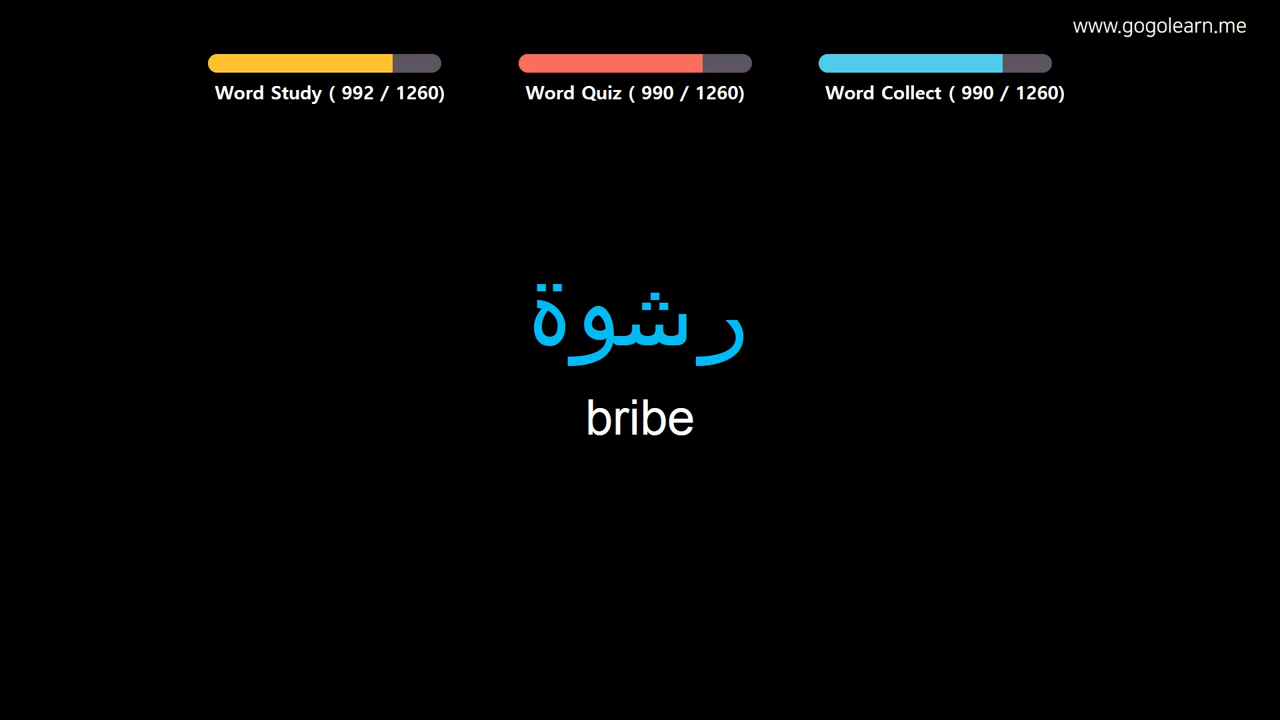 www.gogolearn.me
Word Study ( 992 / 1260)
Word Quiz ( 990 / 1260)
Word Collect ( 990 / 1260)
رشوة
bribe